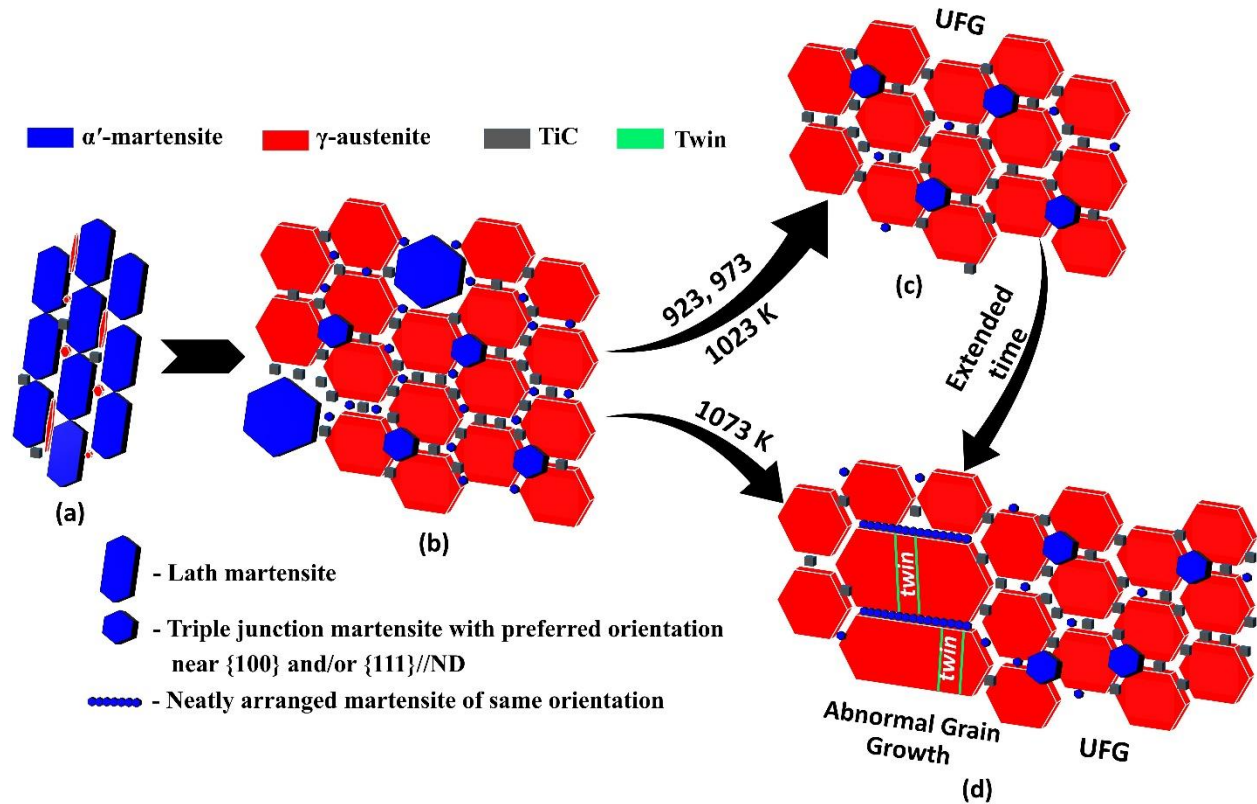 UFG
α′-martensite
γ-austenite
TiC
Twin
923, 973
1023 K
(c)
Extended
time
1073 K
(a)
(b)
- Lath martensite
- Triple junction martensite with preferred orientation
near {100} and/or {111}//ND
- Neatly arranged martensite of same orientation
twin
twin
Abnormal Grain
Growth
UFG
(d)